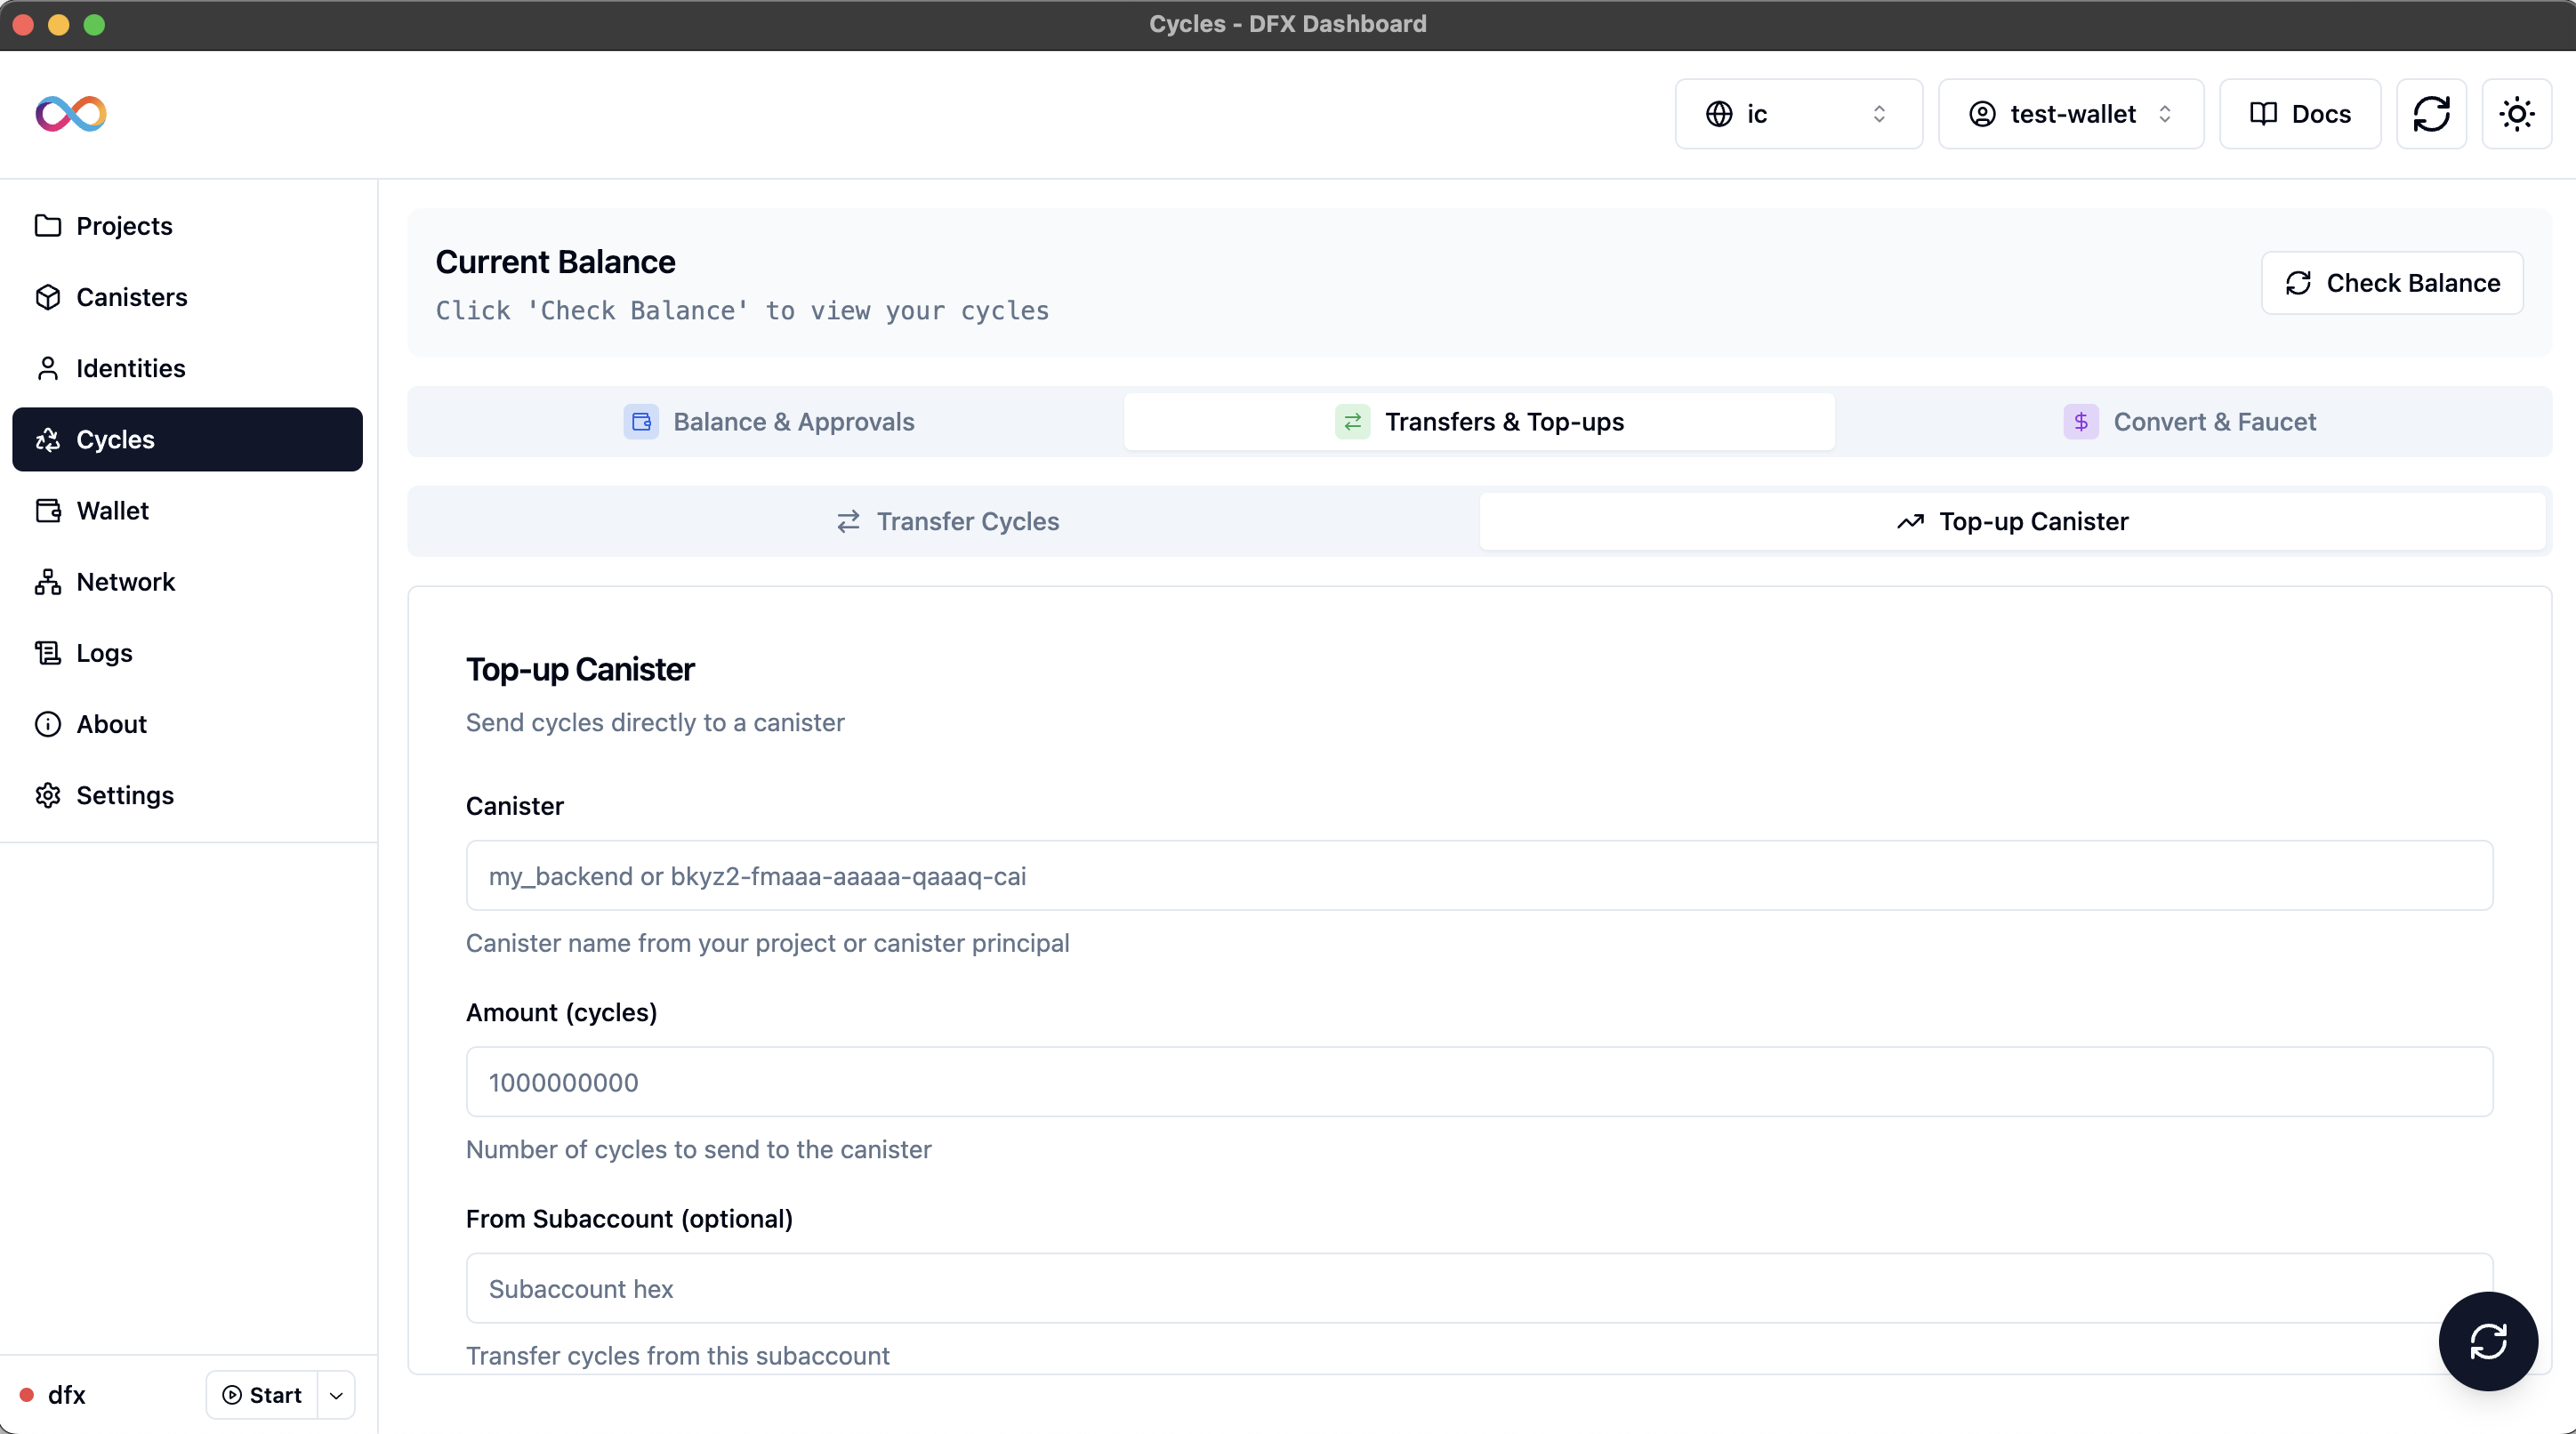 Cycles - DFX Dashboard
ic
test-wallet
Docs
Projects
Canisters
Identities
Cycles
Wallet
Network
Logs
About
Settings
Current Balance
Click 'Check Balance' to view your cycles
Check Balance
Balance & Approvals
Transfers & Top-ups
Convert & Faucet
Transfer Cycles
Top-up Canister
Top-up Canister
Send cycles directly to a canister
Canister
my_backend or bkyz2-fmaaa-aaaaa-qaaaq-cai
Canister name from your project or canister principal
Amount (cycles)
1000000000
Number of cycles to send to the canister
From Subaccount (optional)
Subaccount hex
Transfer cycles from this subaccount
dfx
Start